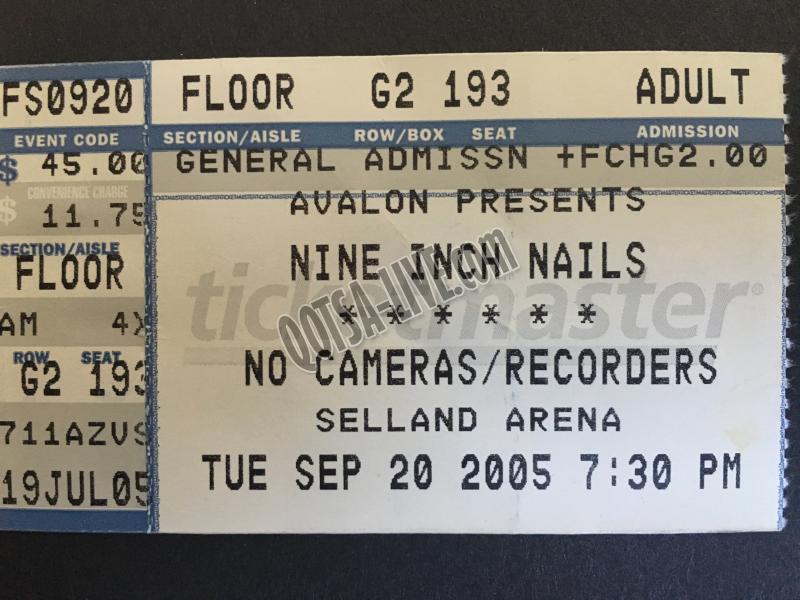 FS0920 FLOOR G2 193 ADULT
EVENT CODE SECTION/AISLE ROW/BOX SEAT ADMISSION
$ 45.00 GENERAL ADMISSN +FCHG2.00
CONVENIENCE CHARGE
$ 11.75 AVALON PRESENTS
SECTION/AISLE
FLOOR NINE INCH NAILS
ticketmaster®
OOTSA-LIVE.com
AM 4X * * * * * *
ROW SEAT
G2 193 NO CAMERAS/RECORDERS
711AZVS SELLAND ARENA
19JUL05 TUE SEP 20 2005 7:30 PM